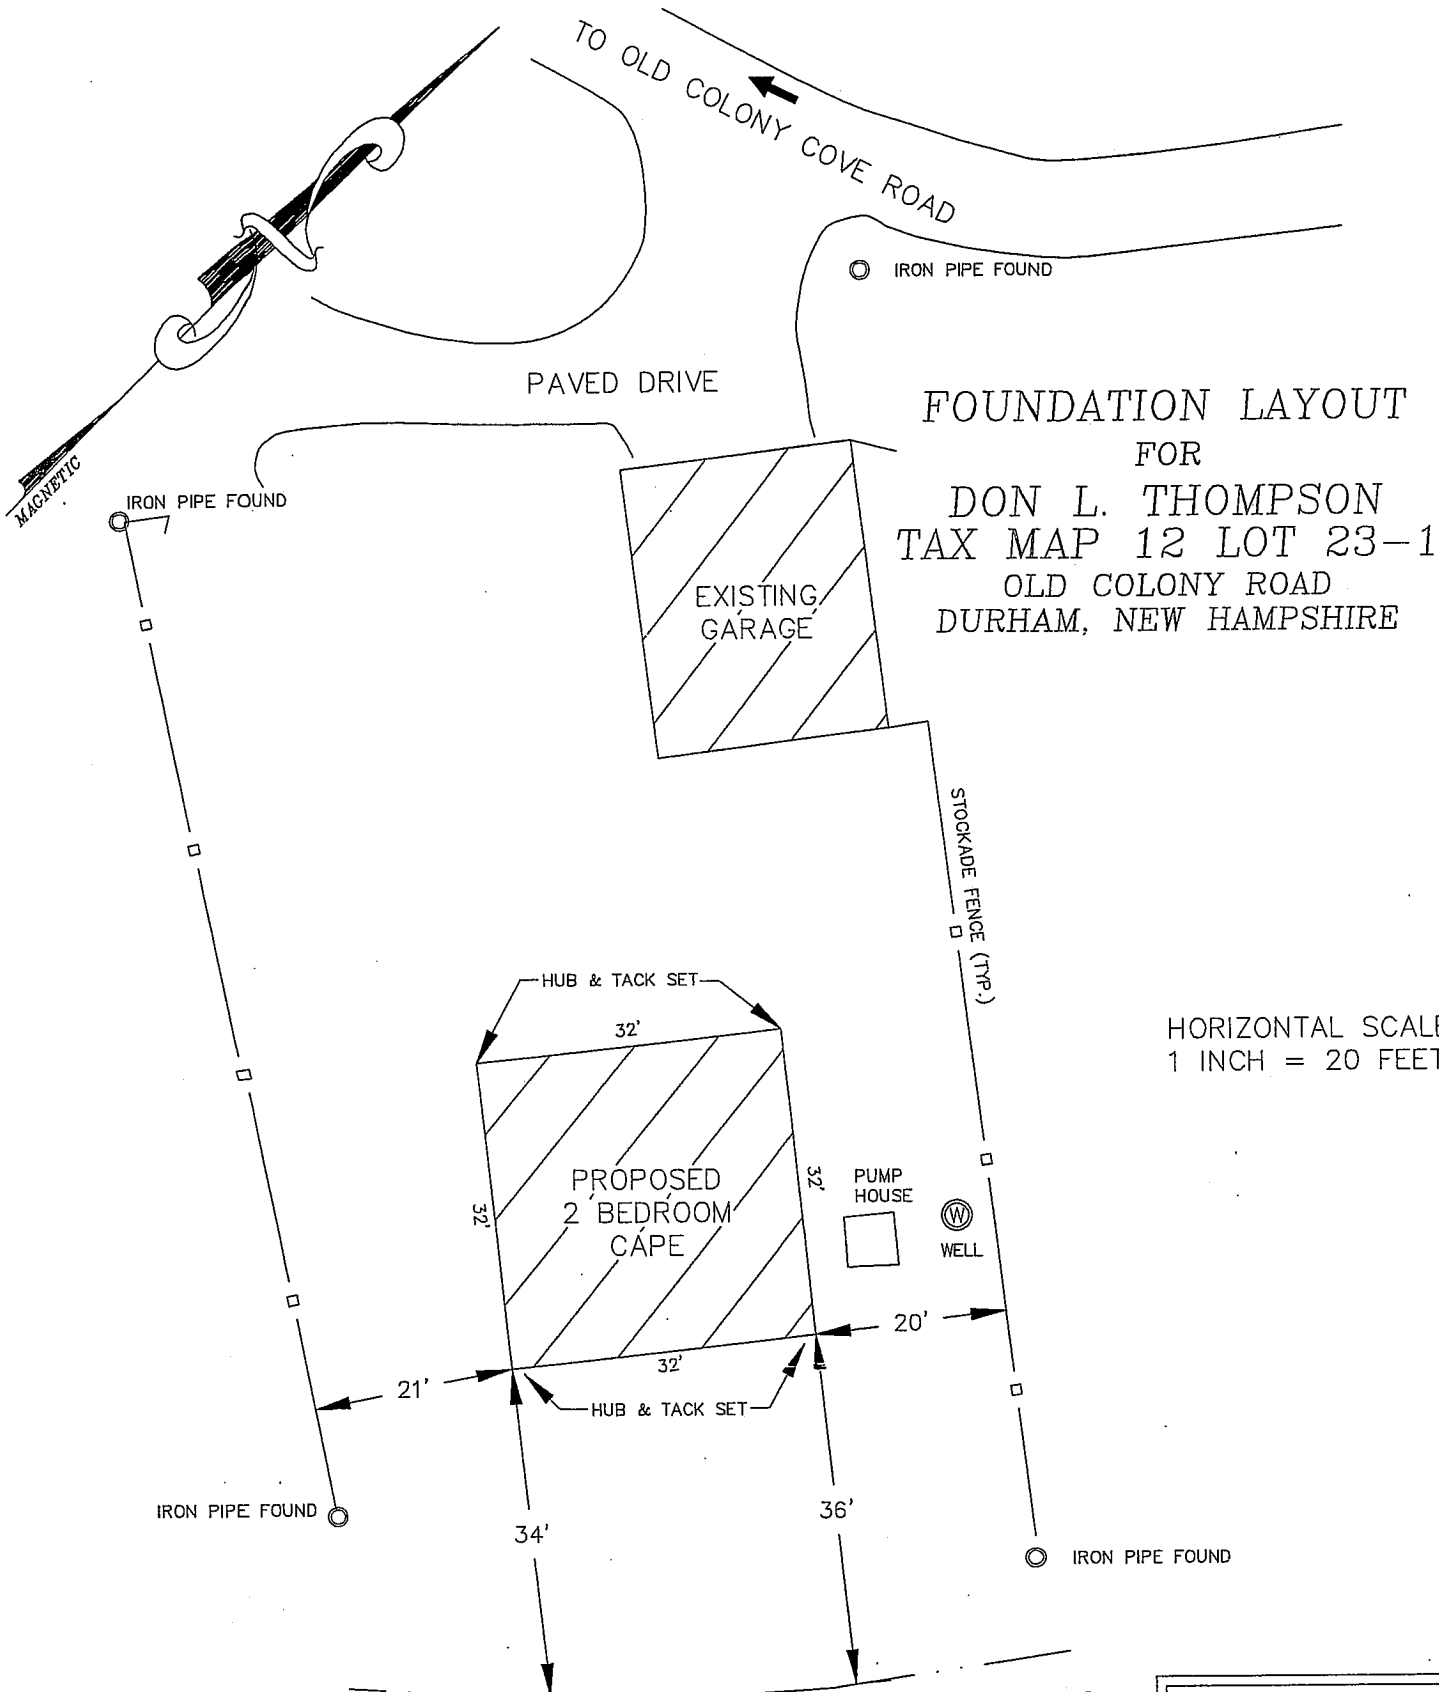 TO OLD COLONY COVE ROAD
IRON PIPE FOUND
PAVED DRIVE
MAGNETIC
IRON PIPE FOUND
FOUNDATION LAYOUT
FOR
DON L. THOMPSON
TAX MAP 12 LOT 23-1
OLD COLONY ROAD
DURHAM, NEW HAMPSHIRE
EXISTING
GARAGE
STOCKADE FENCE (TYP.)
HUB & TACK SET
32'
HORIZONTAL SCALE
1 INCH = 20 FEET
PROPOSED
2 BEDROOM
CAPE
32'
32'
PUMP
HOUSE
W
WELL
20'
32'
21'
HUB & TACK SET
IRON PIPE FOUND
34'
36'
IRON PIPE FOUND